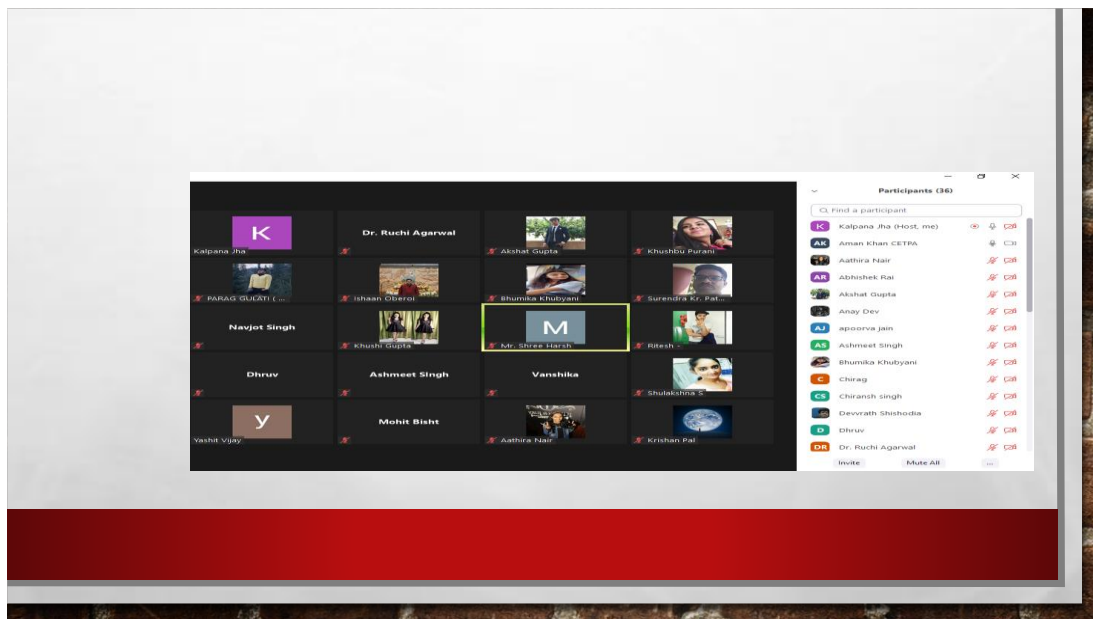 Participants (36)
Find a participant
K
Kalpana Jha
Dr. Ruchi Agarwal
Akshat Gupta
Khushbu Purani
PARAG GULATI ( ...
Ishaan Oberoi
Bhumika Khubyani
Surendra Kr. Pat...
Navjot Singh
Khushi Gupta
M
Mr. Shree Harsh
Ritesh -
Dhruv
Ashmeet Singh
Vanshika
Shulakshna S
y
Yashit Vijay
Mohit Bisht
Aathira Nair
Krishan Pal
K Kalpana Jha (Host, me)
AK Aman Khan CETPA
Aathira Nair
AR Abhishek Rai
Akshat Gupta
Anay Dev
AJ apoorva jain
AS Ashmeet Singh
Bhumika Khubyani
C Chirag
CS Chiransh singh
Devvrath Shishodia
D Dhruv
DR Dr. Ruchi Agarwal
Invite Mute All ...